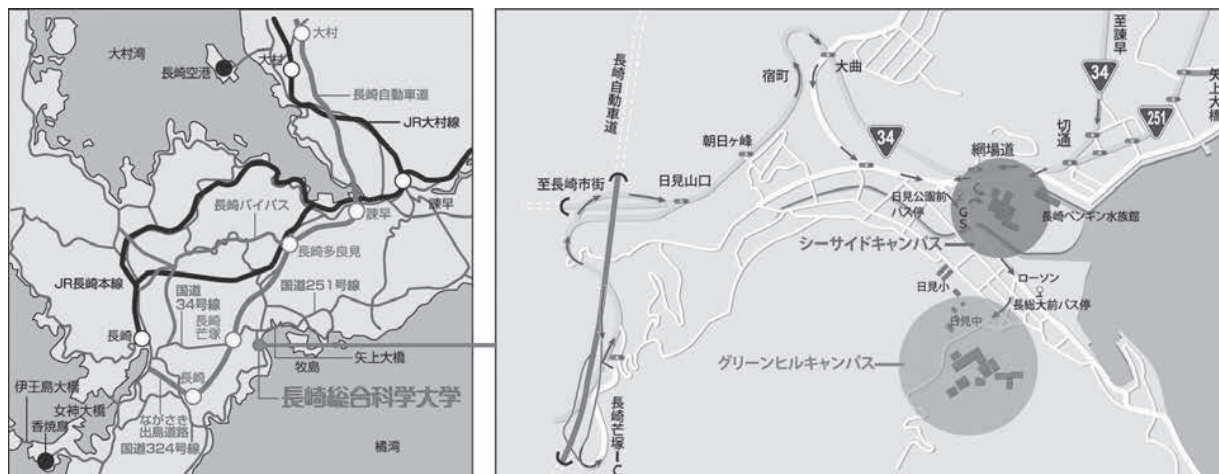 大村湾
長崎空港
大村
大村
長崎自動車道
JR大村線
諫早
諫早
長崎バイパス
長崎多良見
JR長崎本線
国道
34号線
国道251号線
長崎
芒塚
長崎
矢上大橋
牧島
長崎
長崎総合科学大学
伊王島大橋
女神大橋
香焼島
ながさき
出島道路
国道324号線
橘湾
長崎自動車道
宿町
大曲
至諫早
34
矢上大橋
251
切通
34
網場道
朝日ヶ峰
至長崎市街
日見山口
日見公園前
バス停
G.S.
長崎ペンギン水族館
シーサイドキャンパス
ローソン
日見小
長総大前バス停
日見中
グリーンヒルキャンパス
長崎芒塚IC